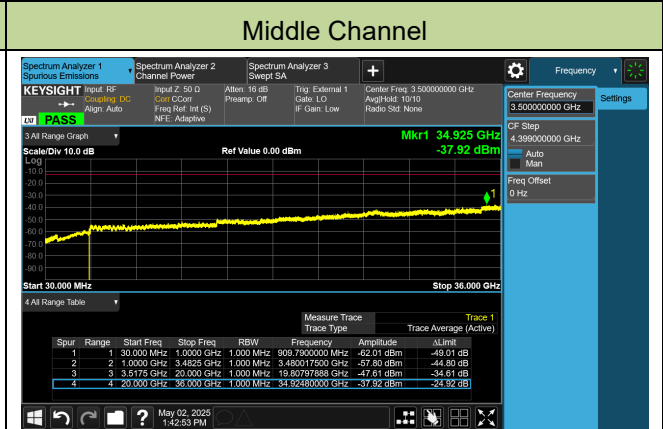 Middle Channel
Spectrum Analyzer 1
Spurious Emissions
Spectrum Analyzer 2
Channel Power
Spectrum Analyzer 3
Swept SA
+
Frequency
KEYSIGHT
Input: RF
Coupling: DC
Align: Auto
Input Z: 50 Ω
Corr CCorr
Freq Ref: Int (S)
NFE: Adaptive
Atten: 16 dB
Preamp: Off
Trig: External 1
Gate: LO
IF Gain: Low
Center Freq: 3.500000000 GHz
Avg|Hold: 10/10
Radio Std: None
LXI PASS
Center Frequency
3.500000000 GHz
Settings
CF Step
4.399000000 GHz
Auto
Man
Freq Offset
0 Hz
3 All Range Graph
Mkr1 34.925 GHz
Scale/Div 10.0 dB
Ref Value 0.00 dBm
-37.92 dBm
Log
-10.0
-20.0
-30.0
-40.0
-50.0
-60.0
-70.0
-80.0
-90.0
1
Start 30.000 MHz
Stop 36.000 GHz
4 All Range Table
Measure Trace Trace 1
Trace Type Trace Average (Active)
Spur Range Start Freq Stop Freq RBW Frequency Amplitude ΔLimit
1 1 30.000 MHz 1.0000 GHz 1.000 MHz 909.7900000 MHz -62.01 dBm -49.01 dB
2 2 1.0000 GHz 3.4825 GHz 1.000 MHz 3.480017500 GHz -57.80 dBm -44.80 dB
3 3 3.5175 GHz 20.000 GHz 1.000 MHz 19.80797888 GHz -47.61 dBm -34.61 dB
4 4 20.000 GHz 36.000 GHz 1.000 MHz 34.92480000 GHz -37.92 dBm -24.92 dB
?
May 02, 2025
1:42:53 PM